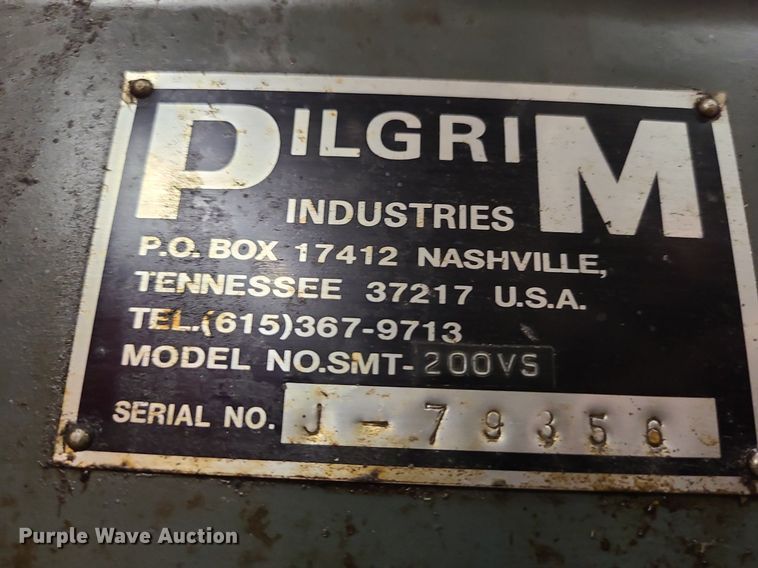 PILGRIM
INDUSTRIES
P.O. BOX 17412 NASHVILLE,
TENNESSEE 37217 U.S.A.
TEL.(615)367-9713
MODEL NO.SMT-200VS
SERIAL NO. J-79356
Purple Wave Auction